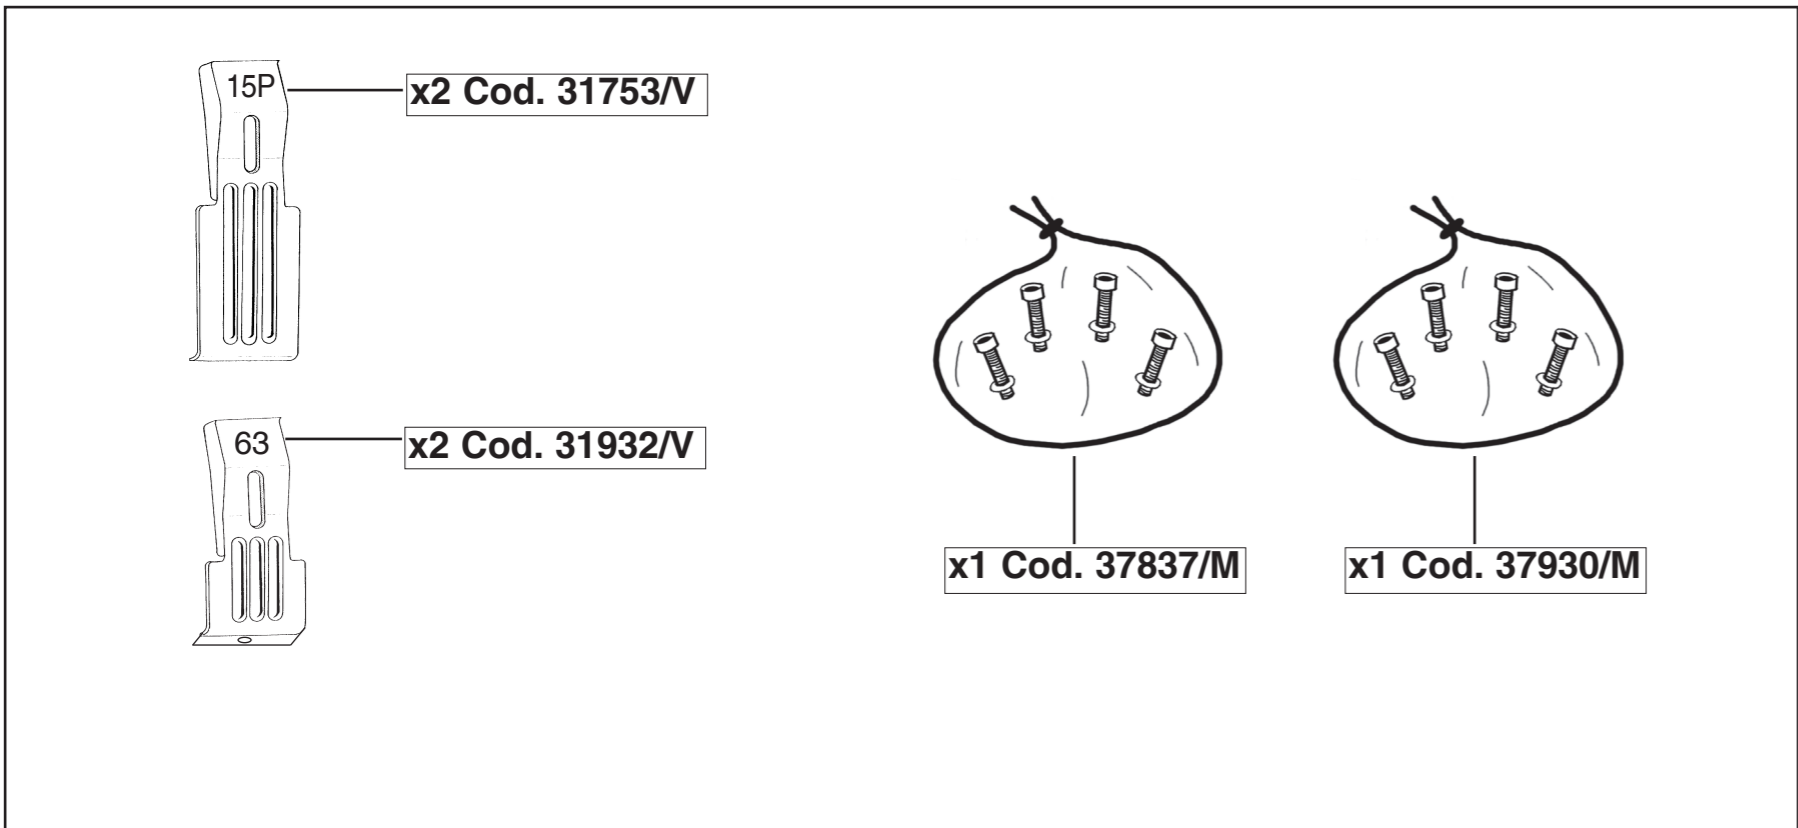 15P
x2 Cod. 31753/V
63
x2 Cod. 31932/V
x1 Cod. 37837/M
x1 Cod. 37930/M